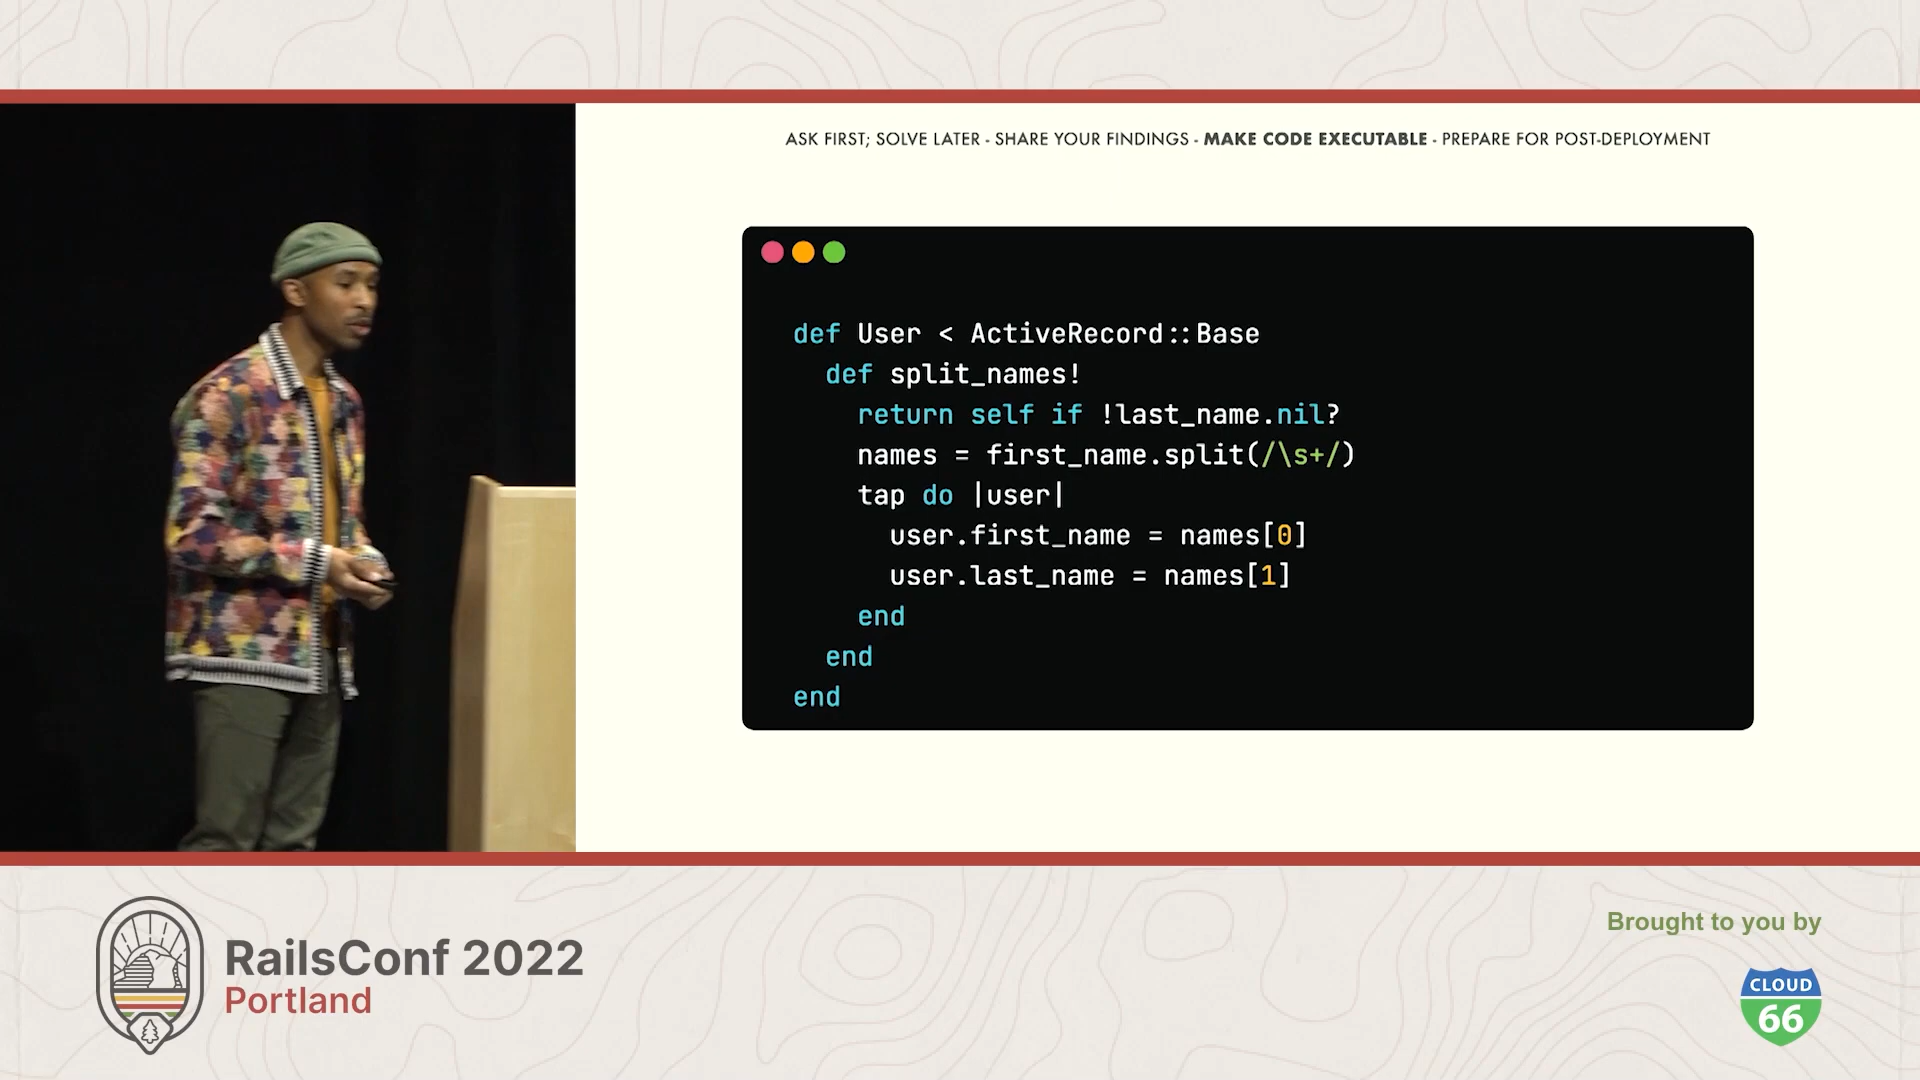 ASK FIRST; SOLVE LATER - SHARE YOUR FINDINGS - MAKE CODE EXECUTABLE - PREPARE FOR POST-DEPLOYMENT
def User < ActiveRecord::Base
  def split_names!
    return self if !last_name.nil?
    names = first_name.split(/\s+/)
    tap do |user|
      user.first_name = names[0]
      user.last_name = names[1]
    end
  end
end
RailsConf 2022
Portland
Brought to you by
CLOUD
66